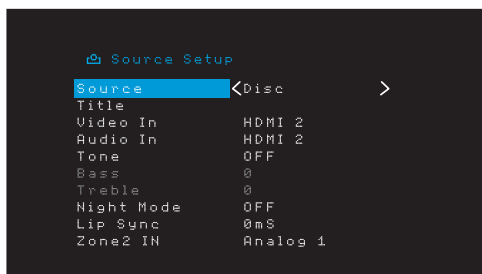 Source Setup
Source <Disc >
Title
Video In HDMI 2
Audio In HDMI 2
Tone OFF
Bass 0
Treble 0
Night Mode OFF
Lip Sync 0mS
Zone2 IN Analog 1